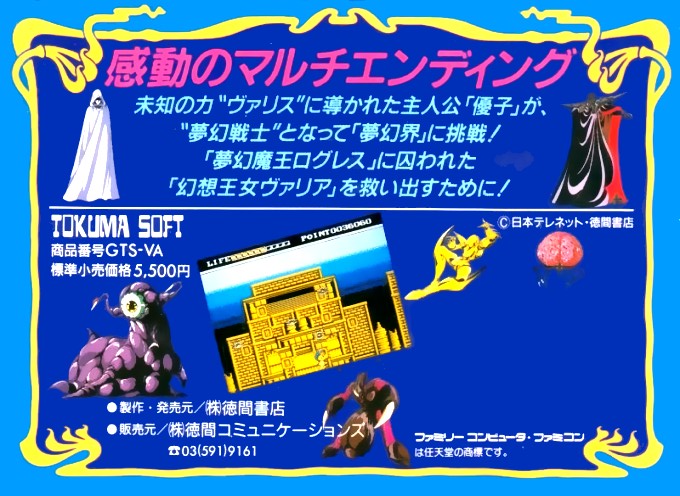 感動のマルチエンディング
未知の力“ヴァリス”に導かれた主人公「優子」が、
“夢幻戦士”となって「夢幻界」に挑戦！
「夢幻魔王ログレス」に囚われた
「幻想王女ヴァリア」を救い出すために！
TOKUMA SOFT
商品番号GTS-VA
標準小売価格5,500円
©日本テレネット・徳間書店
LIFE POINT0036060
●製作・発売元／㈱徳間書店
●販売元／㈱徳間コミュニケーションズ
☎03(591)9161
ファミリー コンピュータ・ファミコン
は任天堂の商標です。